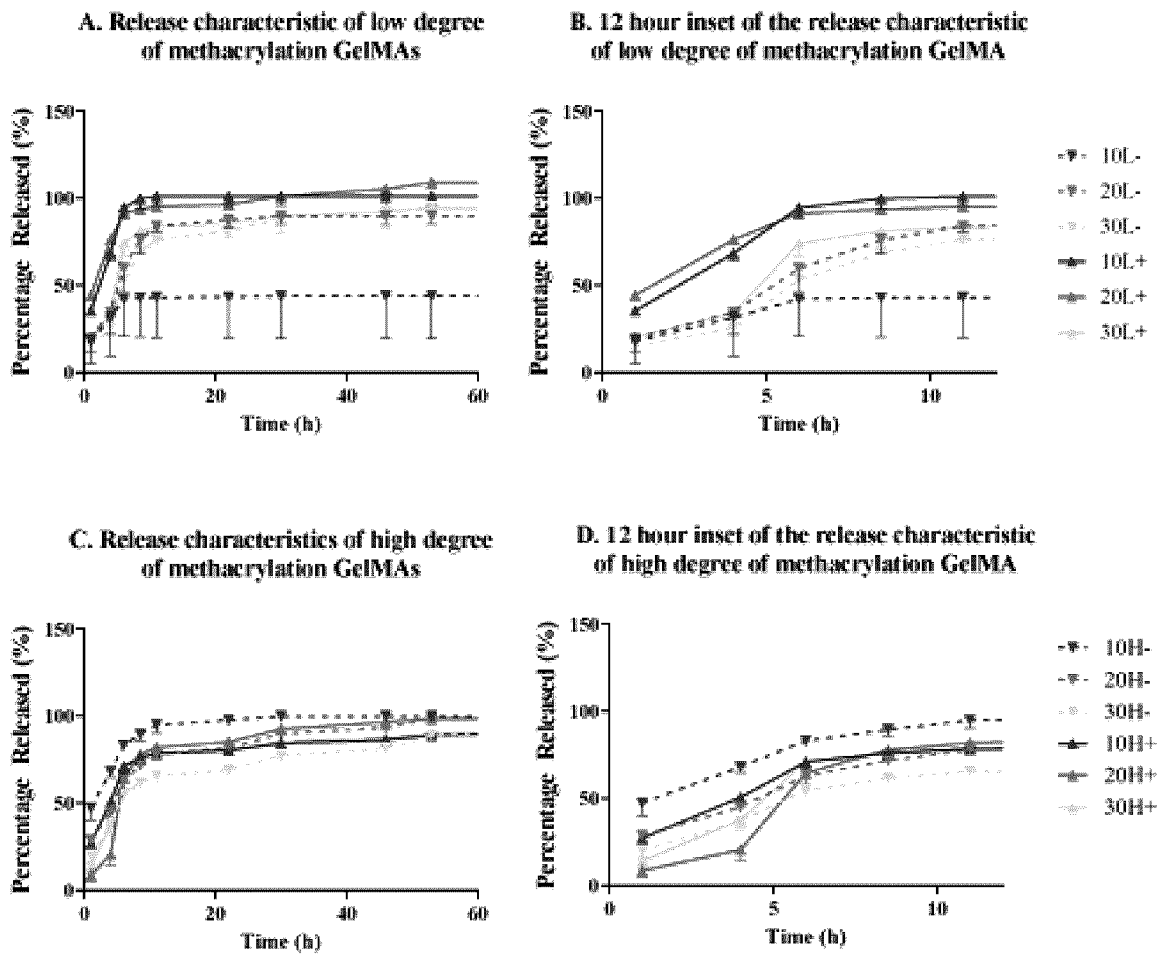 A. Release characteristic of low degree
of methacrylation GelMAs
Percentage Released (%)
150
100
50
0
0 20 40 60
Time (h)
B. 12 hour inset of the release characteristic
of low degree of methacrylation GelMA
Percentage Released (%)
150
100
50
0
0 5 10
Time (h)
10L-
20L-
30L-
10L+
20L+
30L+
C. Release characteristics of high degree
of methacrylation GelMAs
Percentage Released (%)
150
100
50
0
0 20 40 60
Time (h)
D. 12 hour inset of the release characteristic
of high degree of methacrylation GelMA
Percentage Released (%)
150
100
50
0
0 5 10
Time (h)
10H-
20H-
30H-
10H+
20H+
30H+